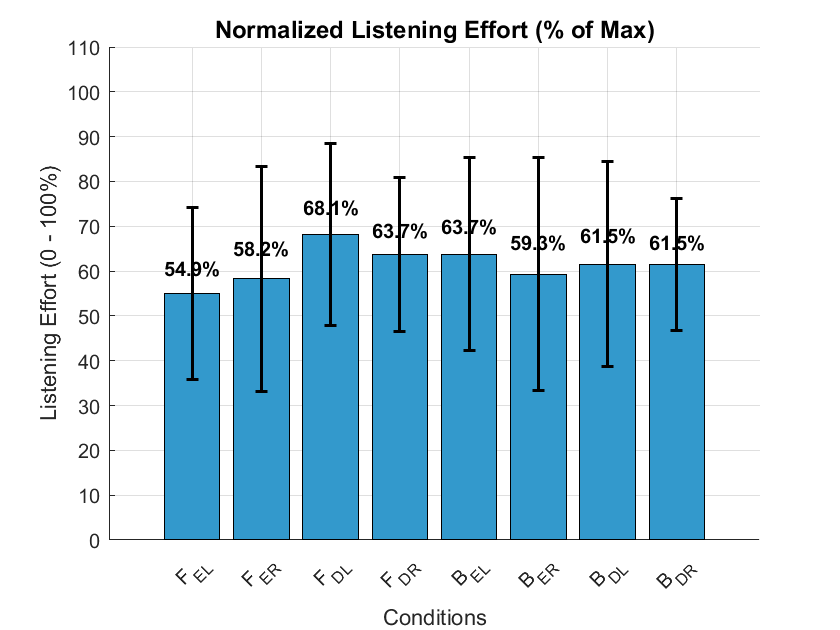 Normalized Listening Effort (% of Max)
Listening Effort (0 - 100%)
110
100
90
80
70
60
50
40
30
20
10
0
54.9%
58.2%
68.1%
63.7%
63.7%
59.3%
61.5%
61.5%
F EL
F ER
F DL
F DR
B EL
B ER
B DL
B DR
Conditions